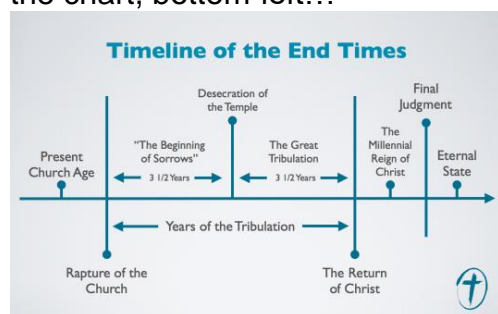 the chart, bottom left…
Timeline of the End Times
Desecration of
the Temple
Final
Judgment
Present
Church Age
"The Beginning
of Sorrows"
3 1/2 Years
The Great
Tribulation
3 1/2 Years
The
Millennial
Reign of
Christ
Eternal
State
Years of the Tribulation
Rapture of the
Church
The Return
of Christ